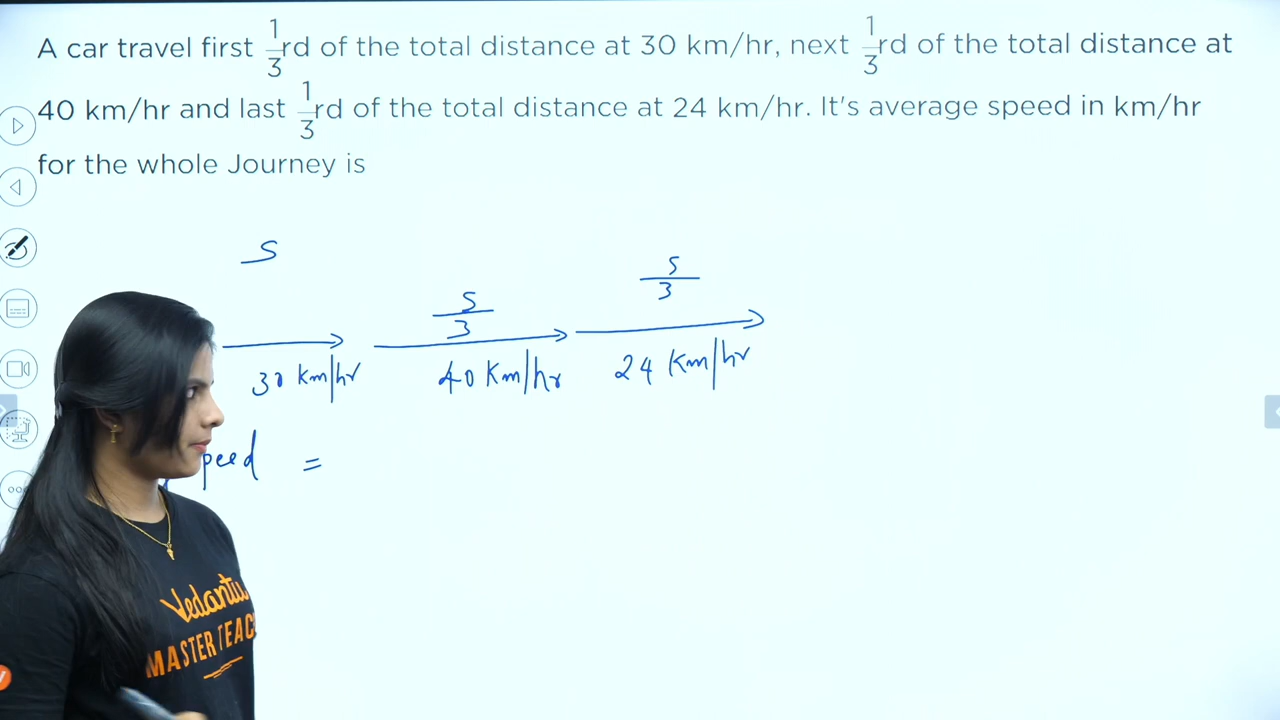 A car travel first 1/3rd of the total distance at 30 km/hr, next 1/3rd of the total distance at
40 km/hr and last 1/3rd of the total distance at 24 km/hr. It's average speed in km/hr
for the whole Journey is
S
S/3
S/3
30 Km/hr
40 Km/hr
24 Km/hr
peed =
Vedantu
MASTER TEAC